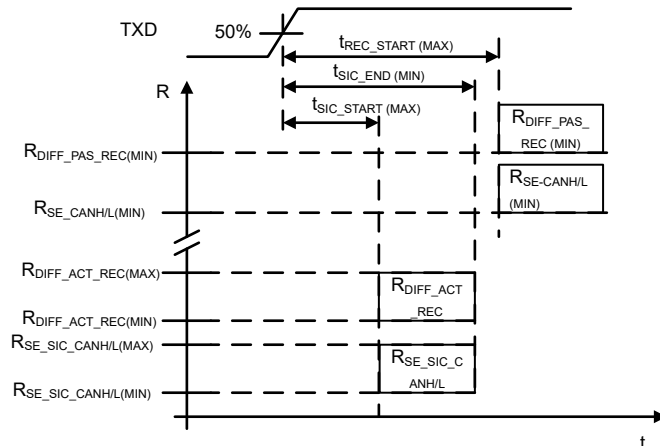 TXD
50%
tREC_START (MAX)
tSIC_END (MIN)
tSIC_START (MAX)
R
RDIFF_PAS_
REC (MIN)
RDIFF_PAS_REC(MIN)
RSE-CANH/L
(MIN)
RSE_CANH/L(MIN)
RDIFF_ACT_REC(MAX)
RDIFF_ACT
_REC
RDIFF_ACT_REC(MIN)
RSE_SIC_CANH/L(MAX)
RSE_SIC_C
ANH/L
RSE_SIC_CANH/L(MIN)
t